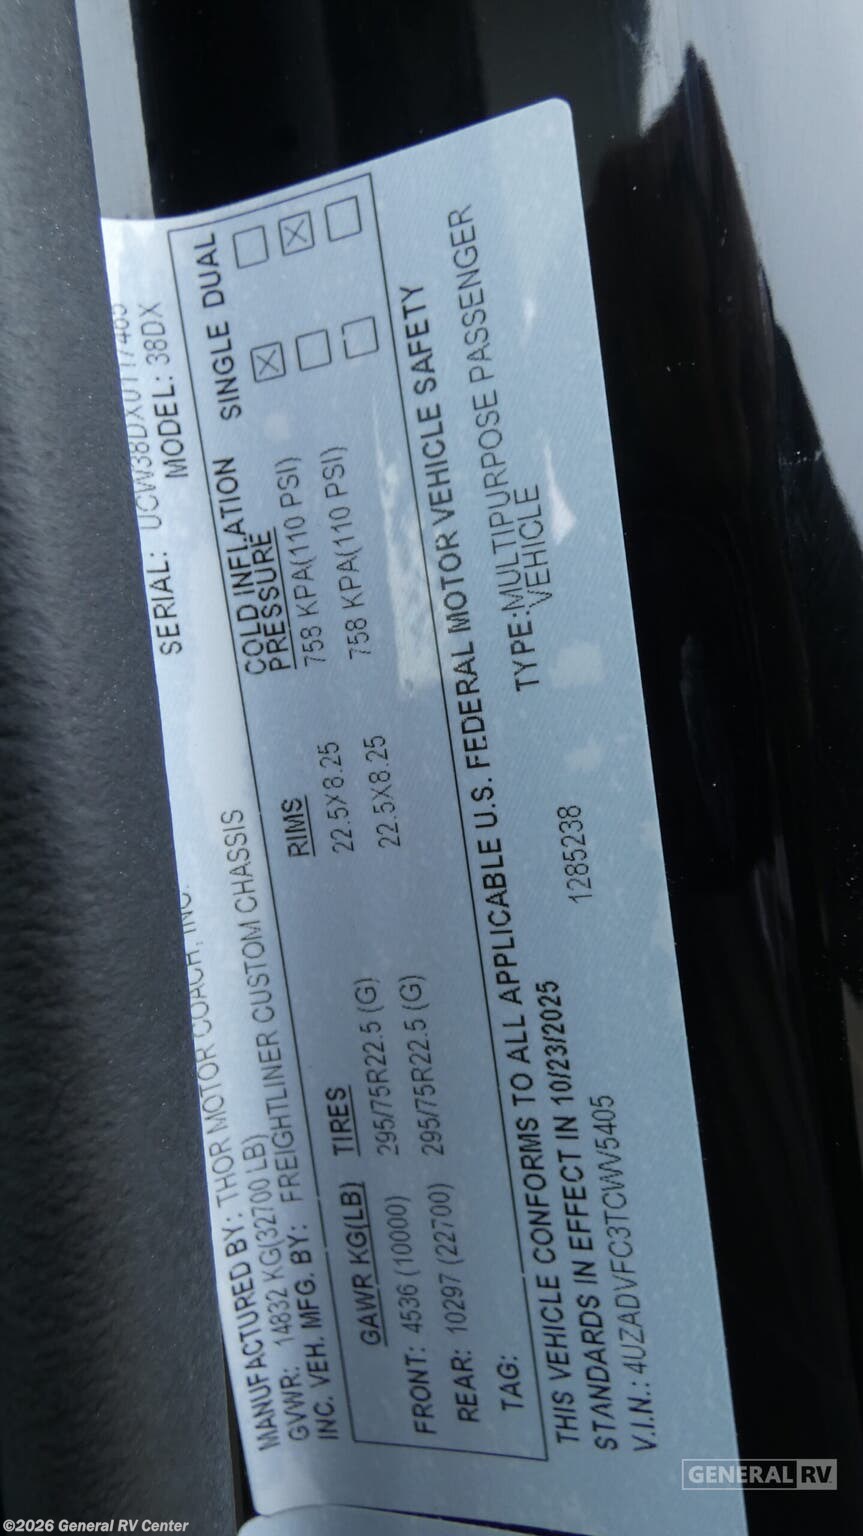 MANUFACTURED BY: THOR MOTOR COACH, INC.
SERIAL: UCW38DX0117465
GVWR: 14832 KG(32700 LB)
MODEL: 38DX
INC. VEH. MFG. BY: FREIGHTLINER CUSTOM CHASSIS
GAWR KG(LB) TIRES RIMS COLD INFLATION PRESSURE SINGLE DUAL
FRONT: 4536 (10000) 295/75R22.5 (G) 22.5X8.25 758 KPA(110 PSI)
REAR: 10297 (22700) 295/75R22.5 (G) 22.5X8.25 758 KPA(110 PSI)
TAG:
THIS VEHICLE CONFORMS TO ALL APPLICABLE U.S. FEDERAL MOTOR VEHICLE SAFETY
STANDARDS IN EFFECT IN 10/23/2025
TYPE:MULTIPURPOSE PASSENGER
VEHICLE
V.I.N.: 4UZADVFC3TCWV5405
1285238
GENERAL RV
©2026 General RV Center